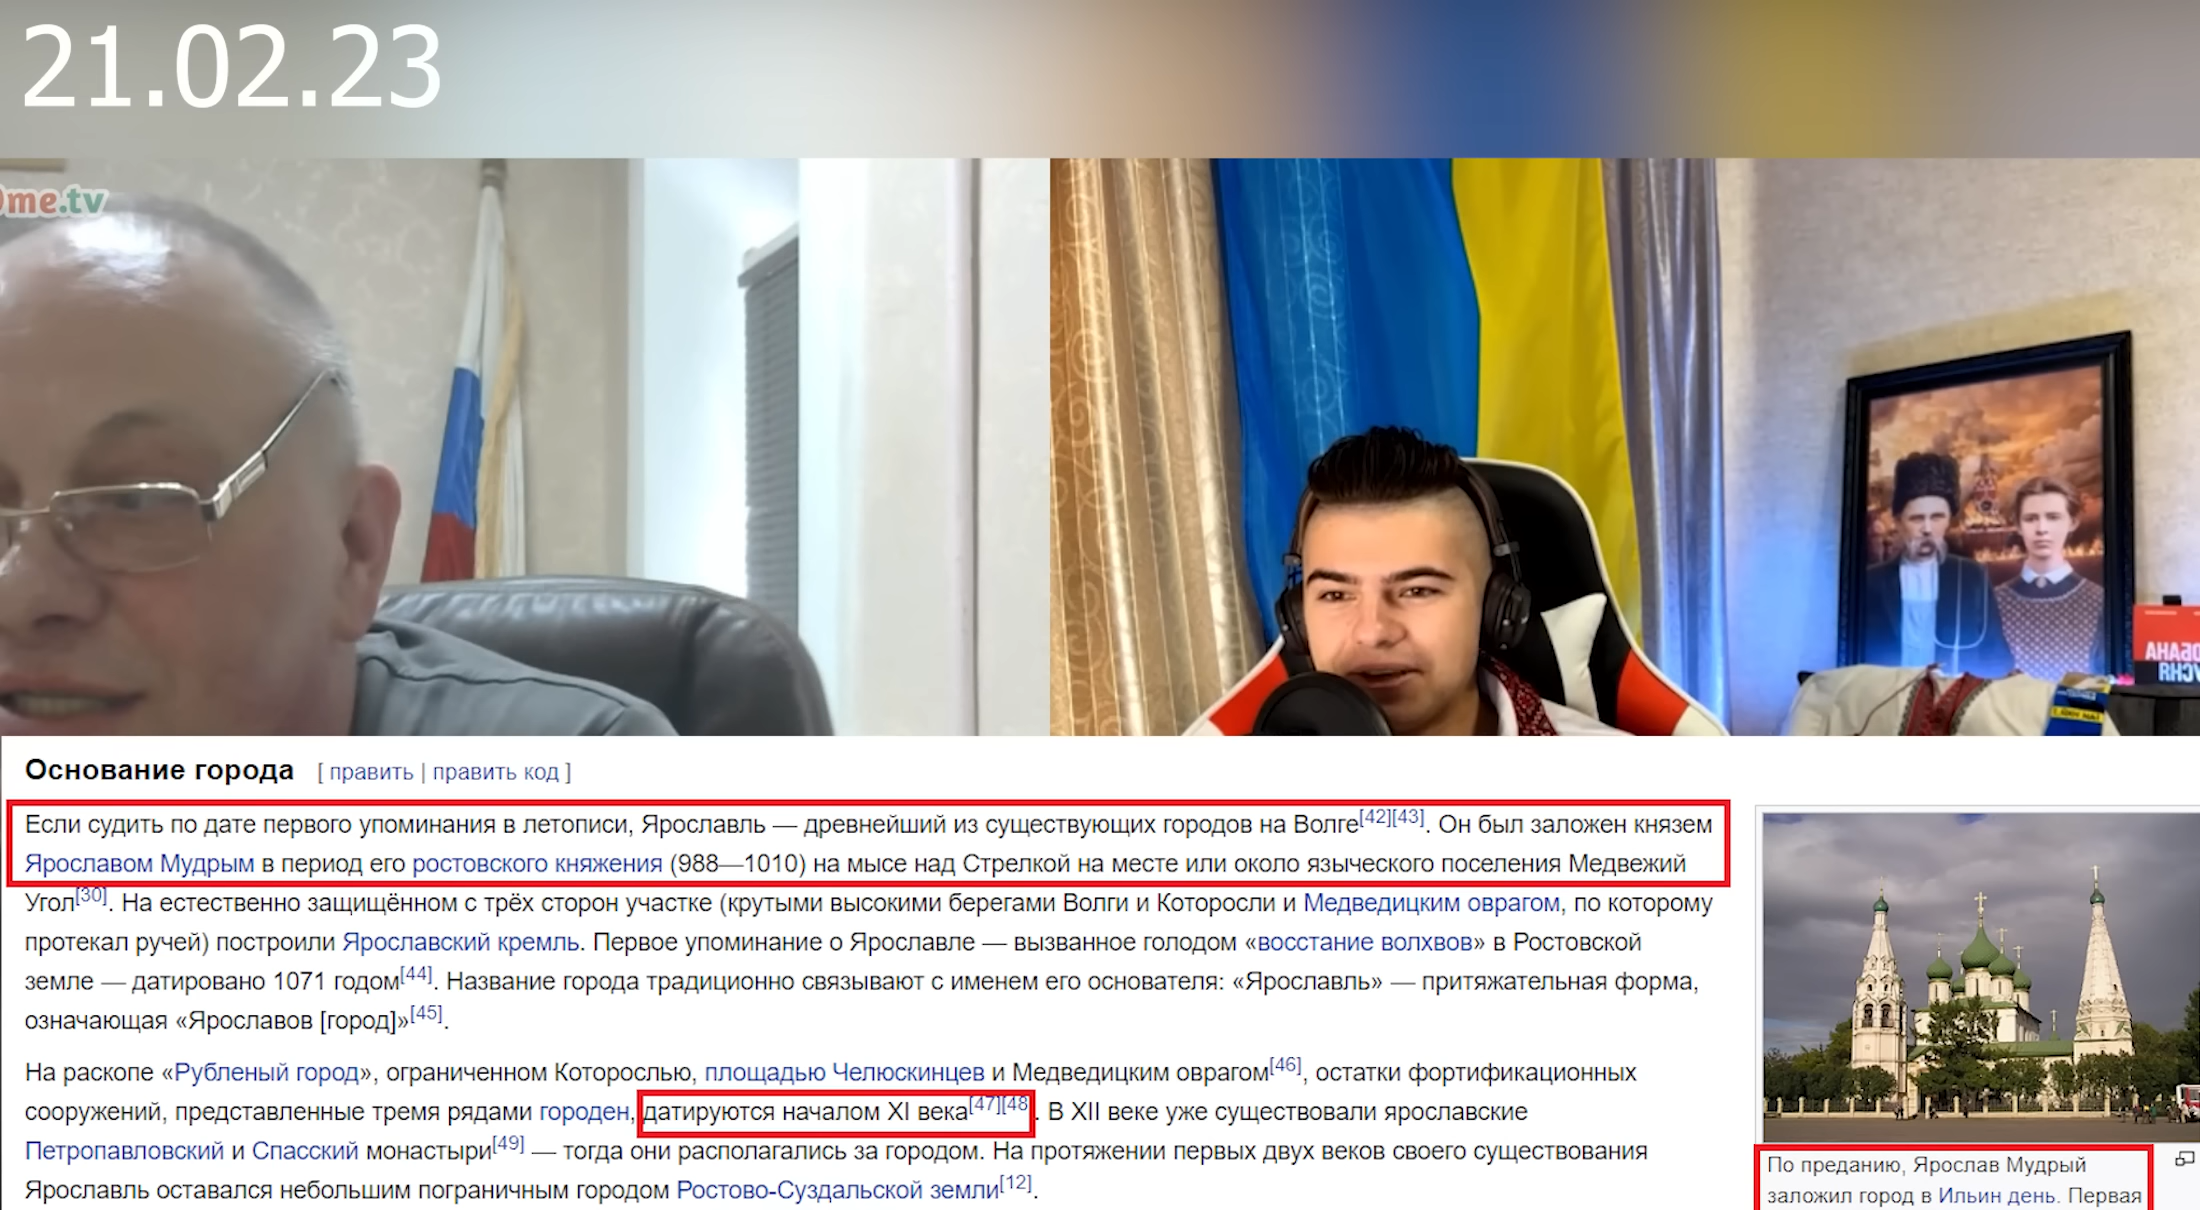 21.02.23
Ome.tv
Основание города [ править | править код ]
Если судить по дате первого упоминания в летописи, Ярославль — древнейший из существующих городов на Волге[42][43]. Он был заложен князем
Ярославом Мудрым в период его ростовского княжения (988—1010) на мысе над Стрелкой на месте или около языческого поселения Медвежий
Угол[30]. На естественно защищённом с трёх сторон участке (крутыми высокими берегами Волги и Которосли и Медведицким оврагом, по которому
протекал ручей) построили Ярославский кремль. Первое упоминание о Ярославле — вызванное голодом «восстание волхвов» в Ростовской
земле — датировано 1071 годом[44]. Название города традиционно связывают с именем его основателя: «Ярославль» — притяжательная форма,
означающая «Ярославов [город]»[45].
На раскопе «Рубленый город», ограниченном Которослью, площадью Челюскинцев и Медведицким оврагом[46], остатки фортификационных
сооружений, представленные тремя рядами городен, датируются началом XI века[47][48. В XII веке уже существовали ярославские
Петропавловский и Спасский монастыри[49] — тогда они располагались за городом. На протяжении первых двух веков своего существования
Ярославль оставался небольшим пограничным городом Ростово-Суздальской земли[12].
По преданию, Ярослав Мудрый
заложил город в Ильин день. Первая